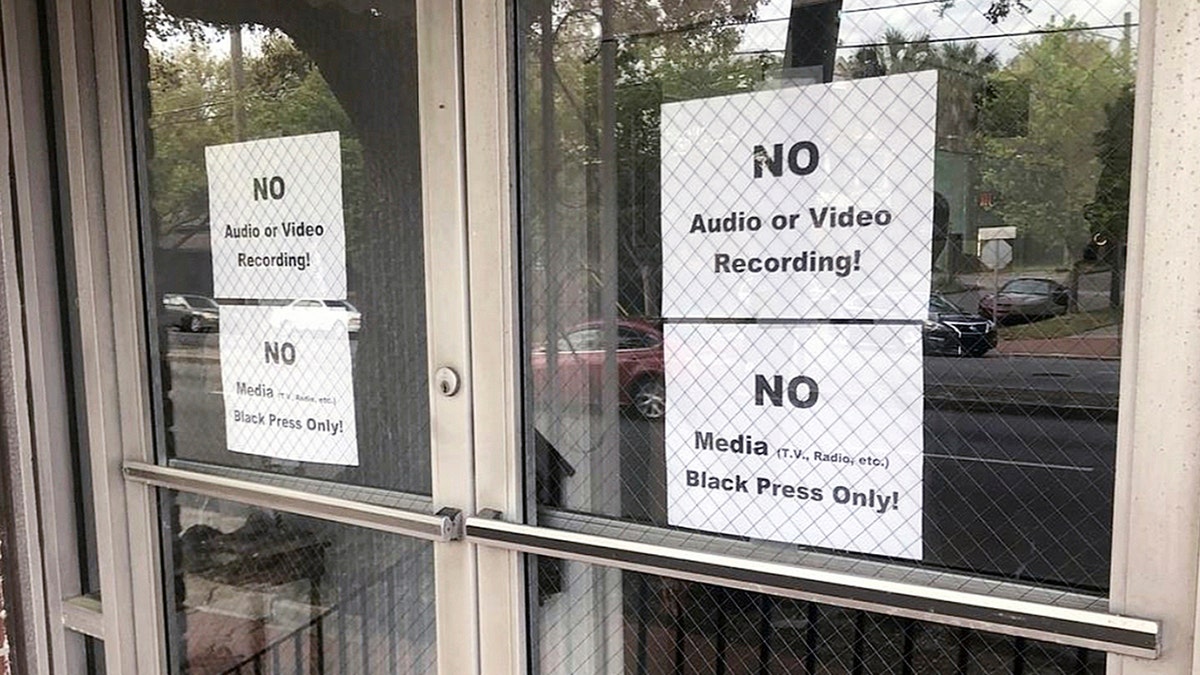 NO
Audio or Video
Recording!
NO
Media (T.V., Radio, etc.)
Black Press Only!
NO
Audio or Video
Recording!
NO
Media (T.V., Radio, etc.)
Black Press Only!